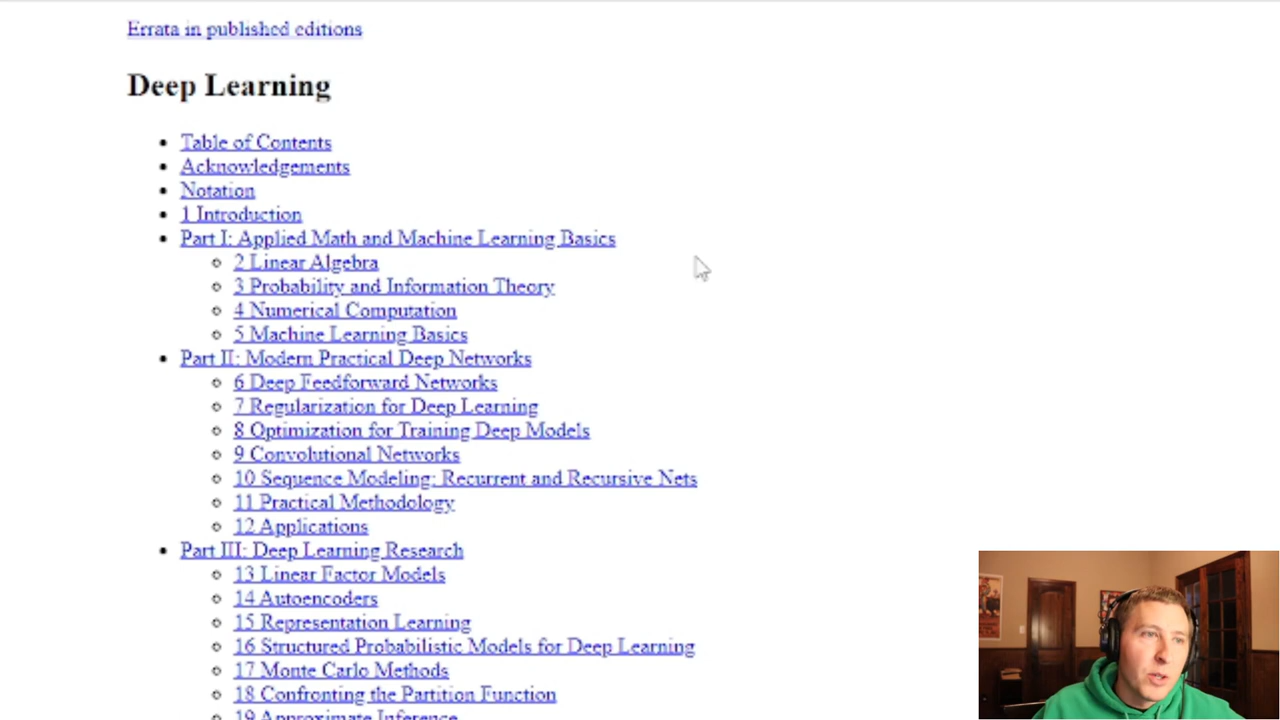 Errata in published editions
Deep Learning
Table of Contents
Acknowledgements
Notation
1 Introduction
Part I: Applied Math and Machine Learning Basics
2 Linear Algebra
3 Probability and Information Theory
4 Numerical Computation
5 Machine Learning Basics
Part II: Modern Practical Deep Networks
6 Deep Feedforward Networks
7 Regularization for Deep Learning
8 Optimization for Training Deep Models
9 Convolutional Networks
10 Sequence Modeling: Recurrent and Recursive Nets
11 Practical Methodology
12 Applications
Part III: Deep Learning Research
13 Linear Factor Models
14 Autoencoders
15 Representation Learning
16 Structured Probabilistic Models for Deep Learning
17 Monte Carlo Methods
18 Confronting the Partition Function
19 Approximate Inference